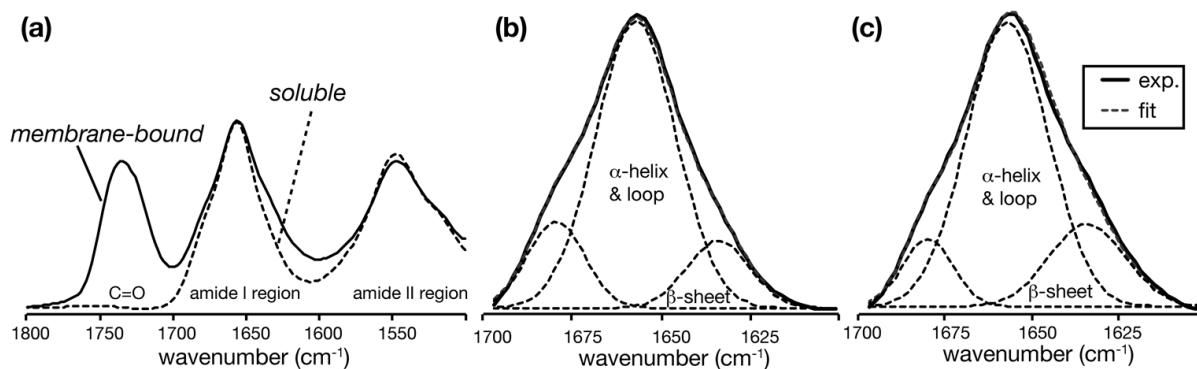 (a)
membrane-bound
soluble
C=O
amide I region
amide II region
1800
1750
1700
1650
1600
1550
wavenumber (cm⁻¹)
(b)
α-helix
& loop
β-sheet
1700
1675
1650
1625
wavenumber (cm⁻¹)
(c)
exp.
fit
α-helix
& loop
β-sheet
1700
1675
1650
1625
wavenumber (cm⁻¹)